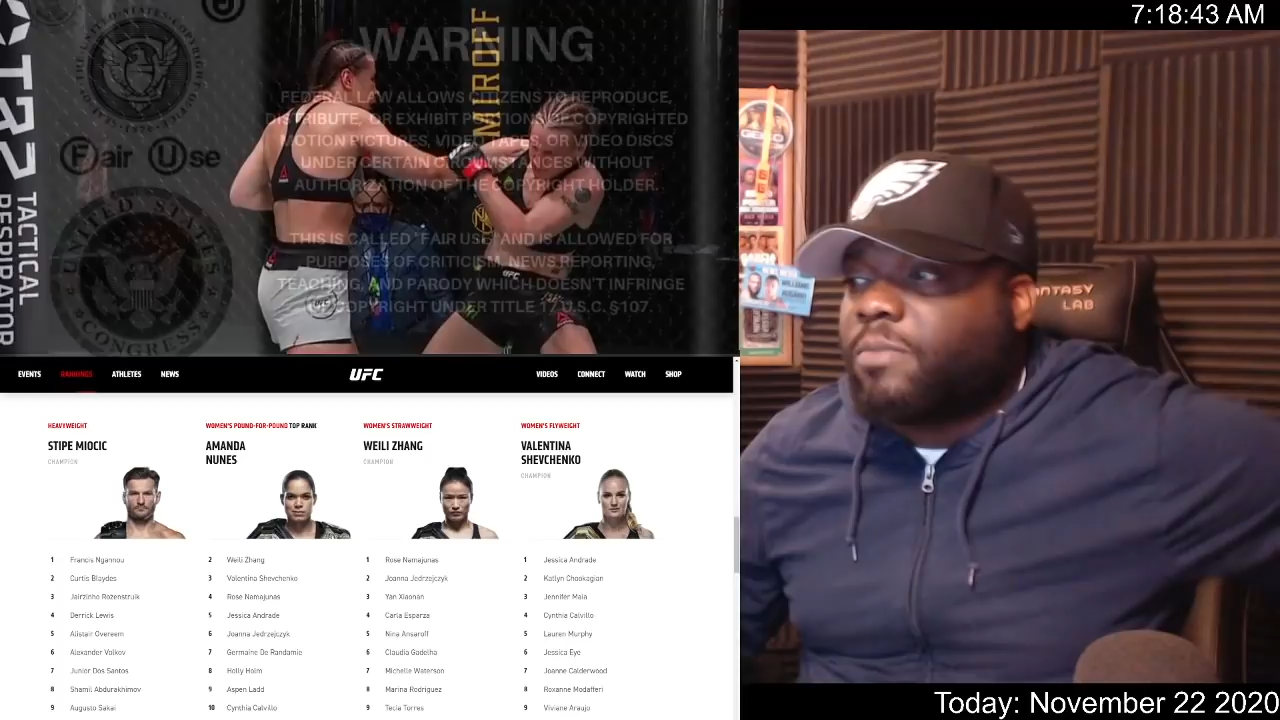 7:18:43 AM
WARNING
FEDERAL LAW ALLOWS CITIZENS TO REPRODUCE,
DISTRIBUTE, OR EXHIBIT PORTIONS OF COPYRIGHTED
MOTION PICTURES, VIDEO TAPES, OR VIDEO DISCS
UNDER CERTAIN CIRCUMSTANCES WITHOUT
AUTHORIZATION OF THE COPYRIGHT HOLDER.
THIS IS CALLED "FAIR USE" AND IS ALLOWED FOR
PURPOSES OF CRITICISM, NEWS REPORTING,
TEACHING, AND PARODY WHICH DOESN'T INFRINGE
COPYRIGHT UNDER TITLE 17 U.S.C. §107.
Fair Use
UNITED STATES
CONGRESS
TACTICAL
RESPIRATOR
MIROFF
UFC
EVENTS
RANKINGS
ATHLETES
NEWS
UFC
VIDEOS
CONNECT
WATCH
SHOP
HEAVYWEIGHT
STIPE MIOCIC
CHAMPION
1 Francis Ngannou
2 Curtis Blaydes
3 Jairzinho Rozenstruik
4 Derrick Lewis
5 Alistair Overeem
6 Alexander Volkov
7 Junior Dos Santos
8 Shamil Abdurakhimov
9 Augusto Sakai
WOMEN'S POUND-FOR-POUND TOP RANK
AMANDA
NUNES
2 Weili Zhang
3 Valentina Shevchenko
4 Rose Namajunas
5 Jessica Andrade
6 Joanna Jedrzejczyk
7 Germaine De Randamie
8 Holly Holm
9 Aspen Ladd
10 Cynthia Calvillo
WOMEN'S STRAWWEIGHT
WEILI ZHANG
CHAMPION
1 Rose Namajunas
2 Joanna Jedrzejczyk
3 Yan Xiaonan
4 Carla Esparza
5 Nina Ansaroff
6 Claudia Gadelha
7 Michelle Waterson
8 Marina Rodriguez
9 Tecia Torres
WOMEN'S FLYWEIGHT
VALENTINA
SHEVCHENKO
CHAMPION
1 Jessica Andrade
2 Katlyn Chookagian
3 Jennifer Maia
4 Cynthia Calvillo
5 Lauren Murphy
6 Jessica Eye
7 Joanne Calderwood
8 Roxanne Modafferi
9 Viviane Araujo
LAB
Today: November 22 2020